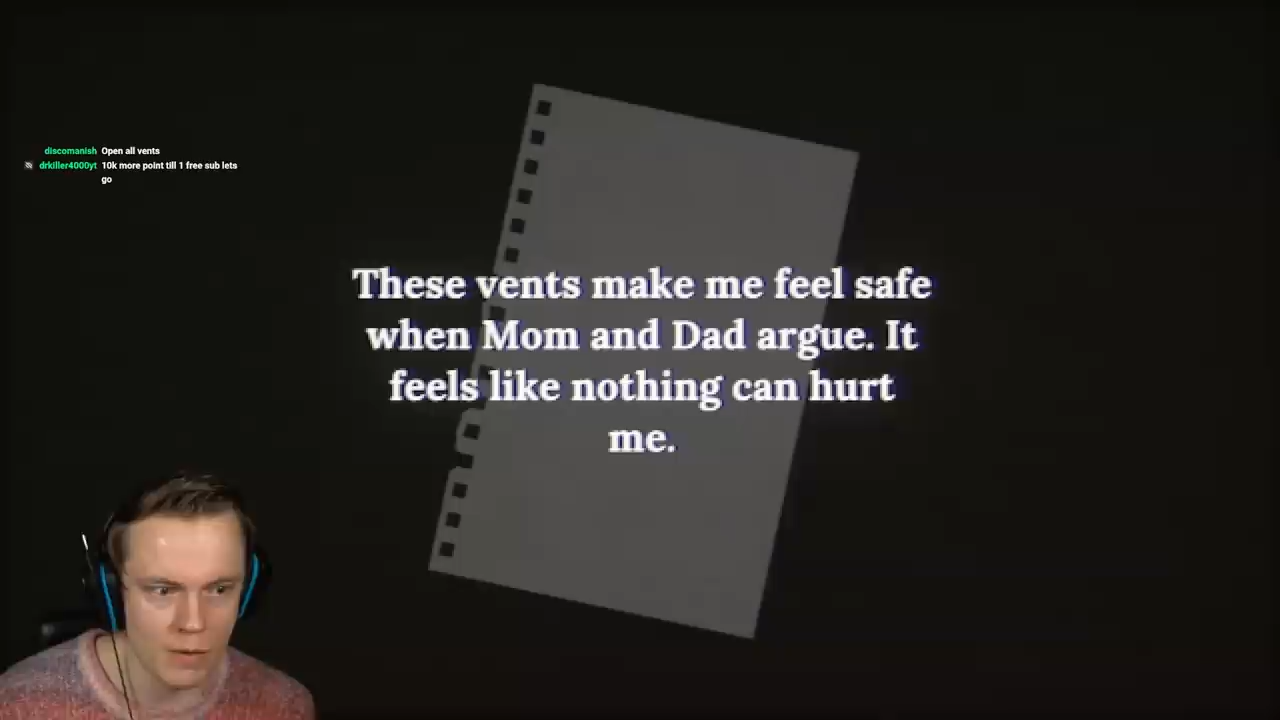 discomanish Open all vents
drkiller4000yt 10k more point till 1 free sub lets
go
These vents make me feel safe
when Mom and Dad argue. It
feels like nothing can hurt
me.